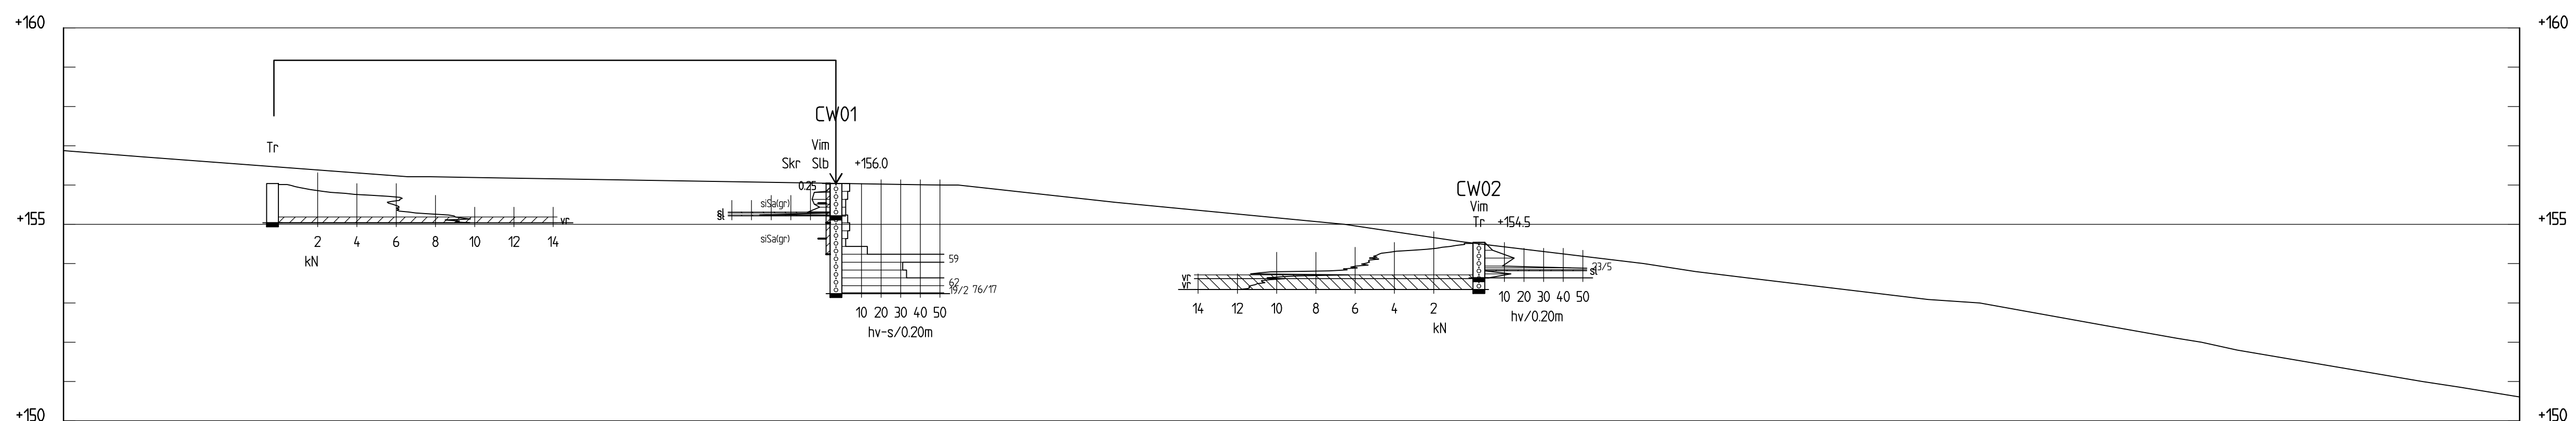 +160 +160
CW01
Tr
Vim
Skr Slb +156.0
0.25
siSa(gr)
siSa(gr)
+155 +155
vr
2 4 6 8 10 12 14
kN
59
62
19/2 76/17
10 20 30 40 50
hv-s/0.20m
CW02
Vim
Tr +154.5
23/5
sl
vr
vr
14 12 10 8 6 4 2
kN
10 20 30 40 50
hv/0.20m
+150 +150